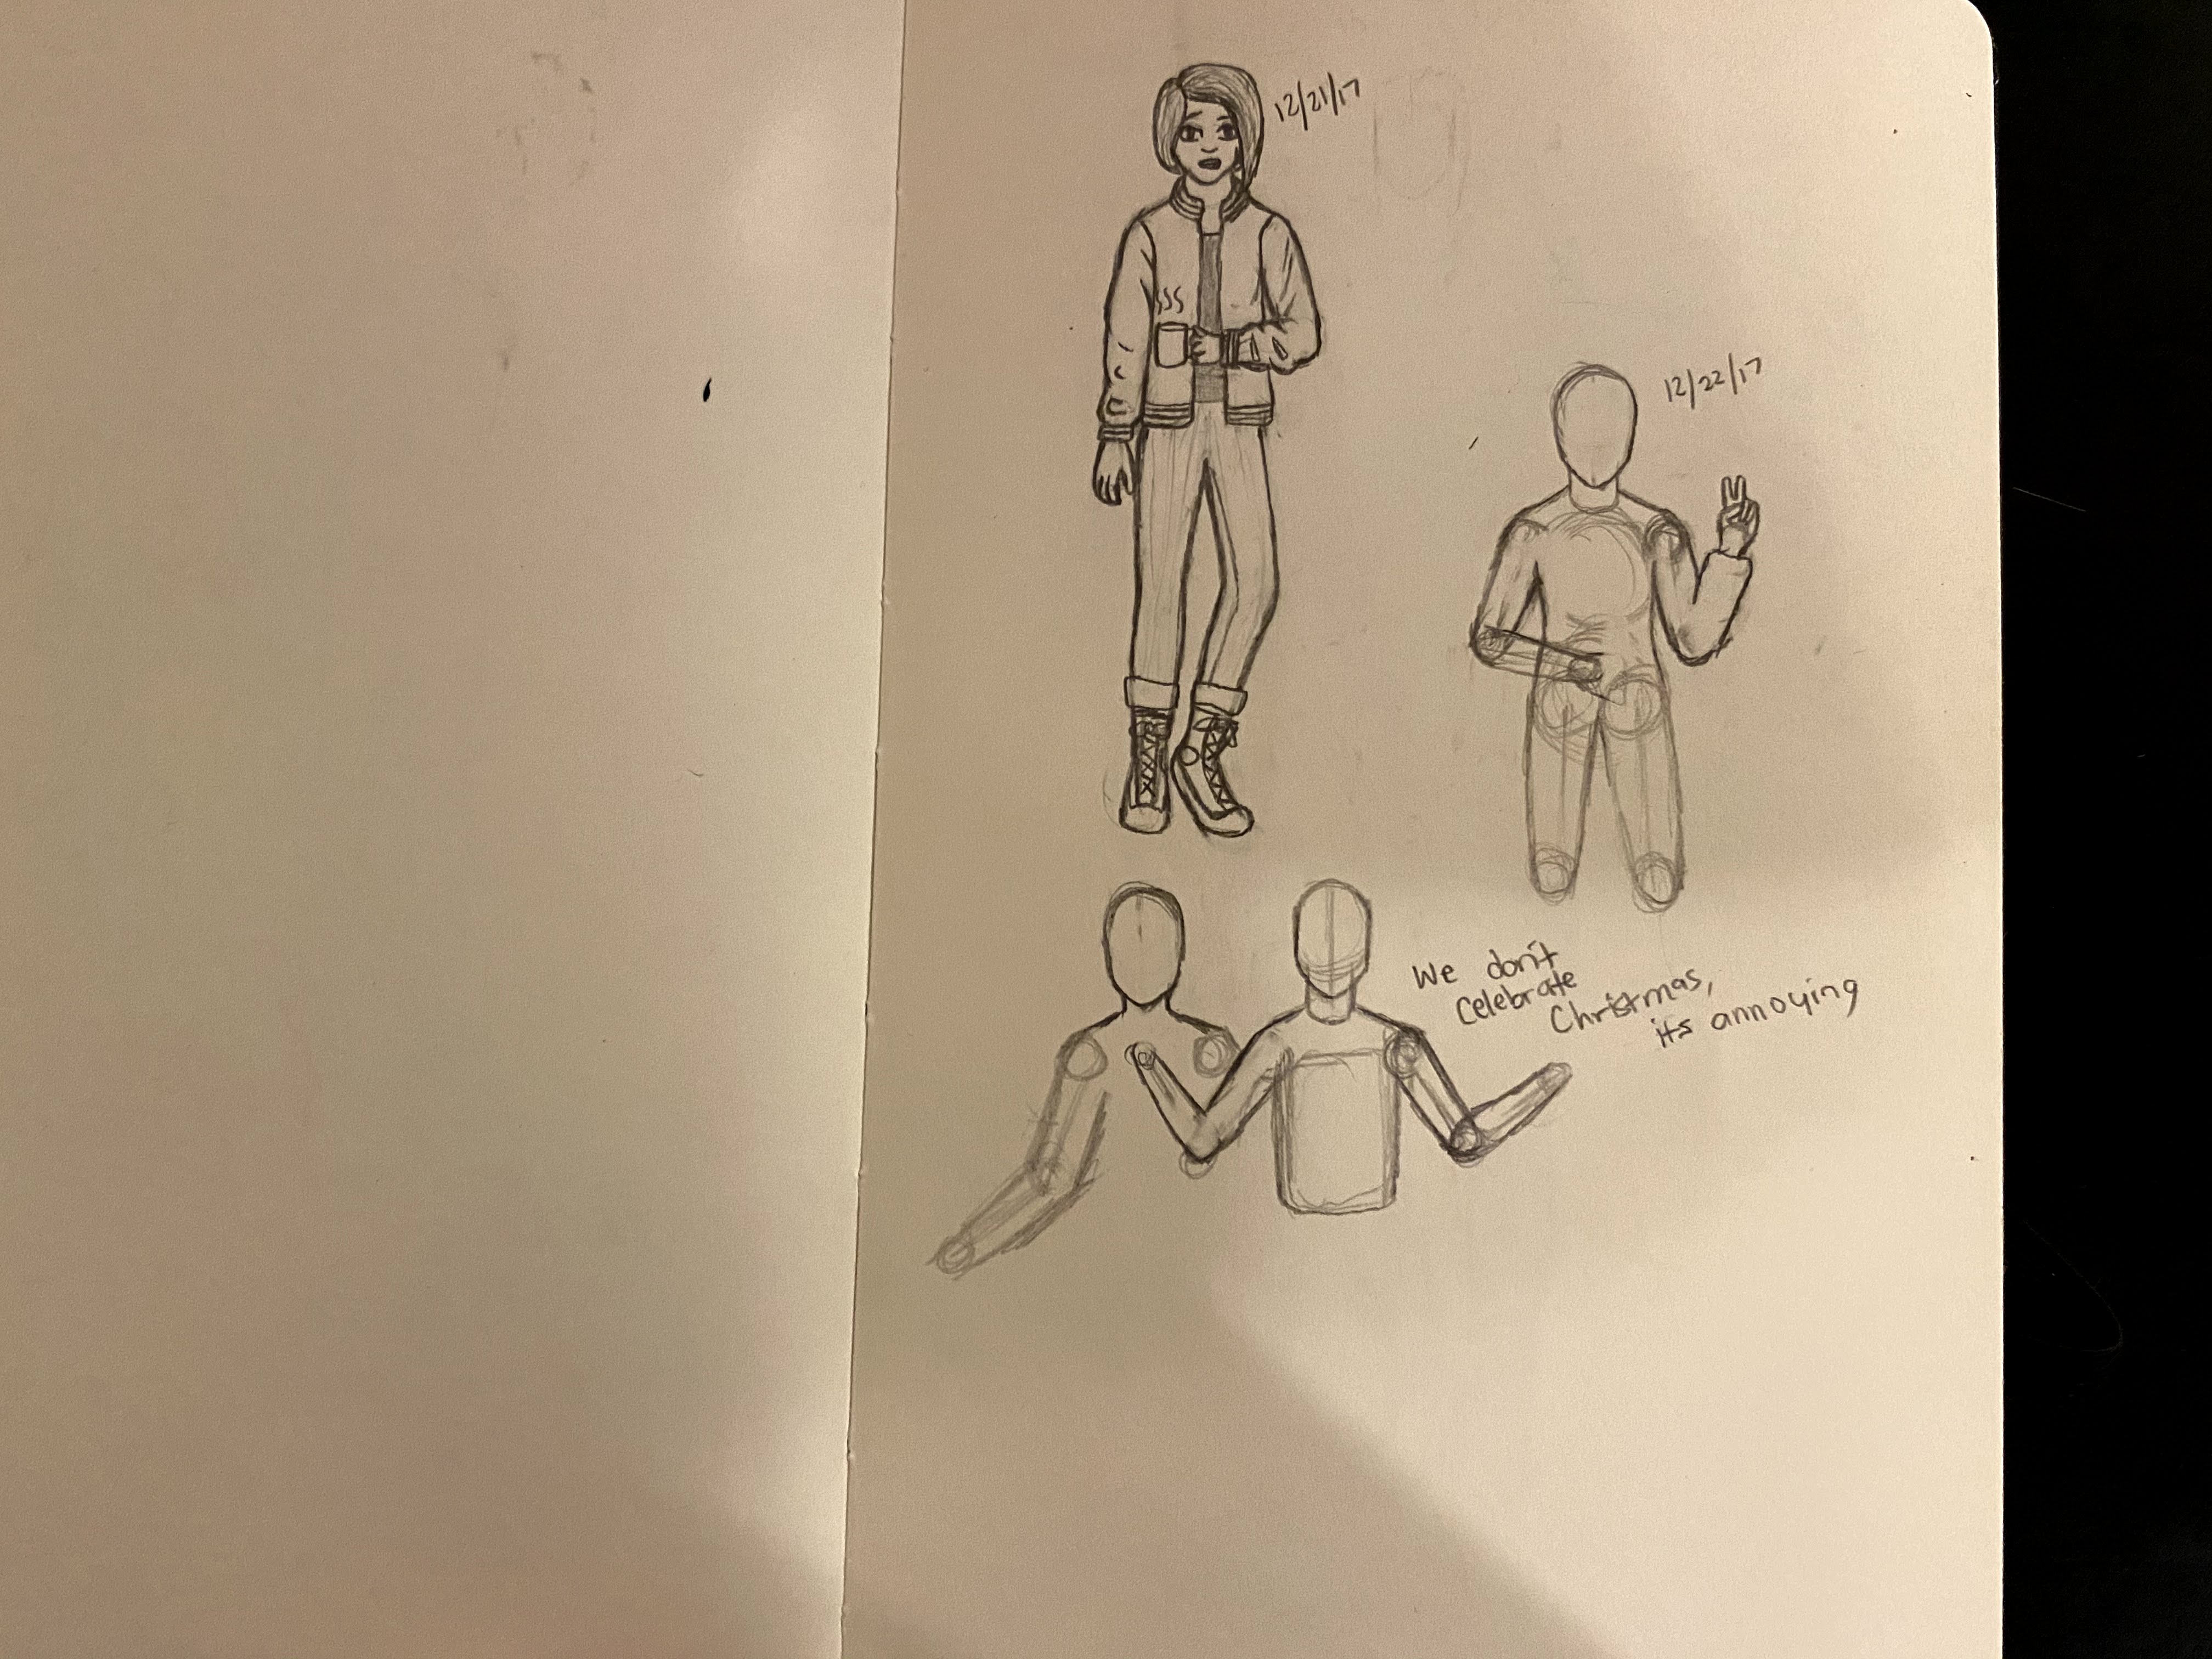 12/21/17
12/22/17
We don't
Celebrate
Christmas,
its annoying